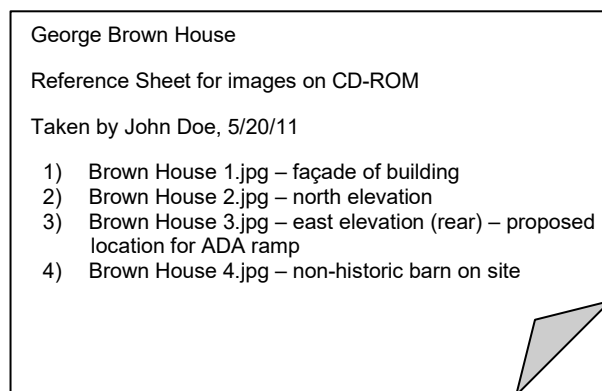 George Brown House
Reference Sheet for images on CD-ROM
Taken by John Doe, 5/20/11
1) Brown House 1.jpg – façade of building
2) Brown House 2.jpg – north elevation
3) Brown House 3.jpg – east elevation (rear) – proposed
location for ADA ramp
4) Brown House 4.jpg – non-historic barn on site